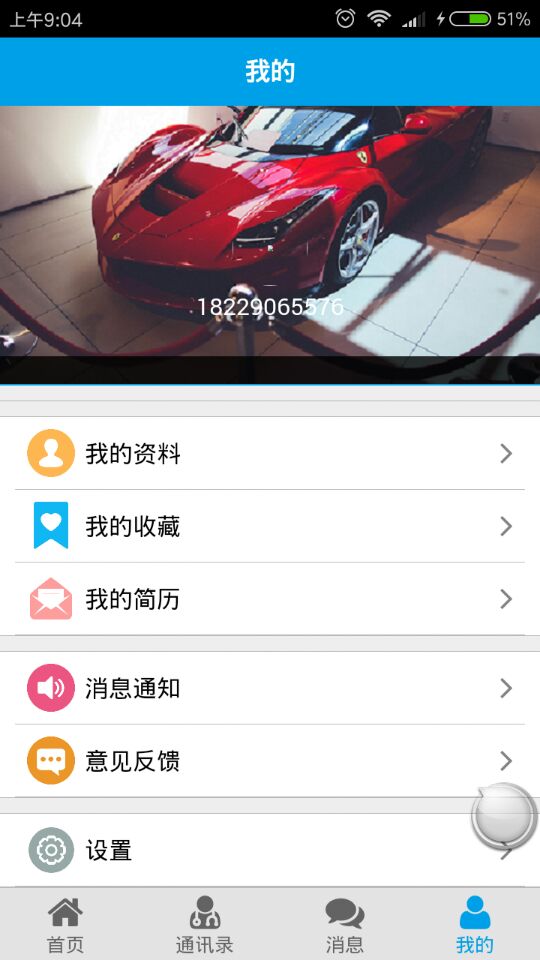 上午9:04
51%
我的
18229065576
我的资料
我的收藏
我的简历
消息通知
意见反馈
设置
首页
通讯录
消息
我的